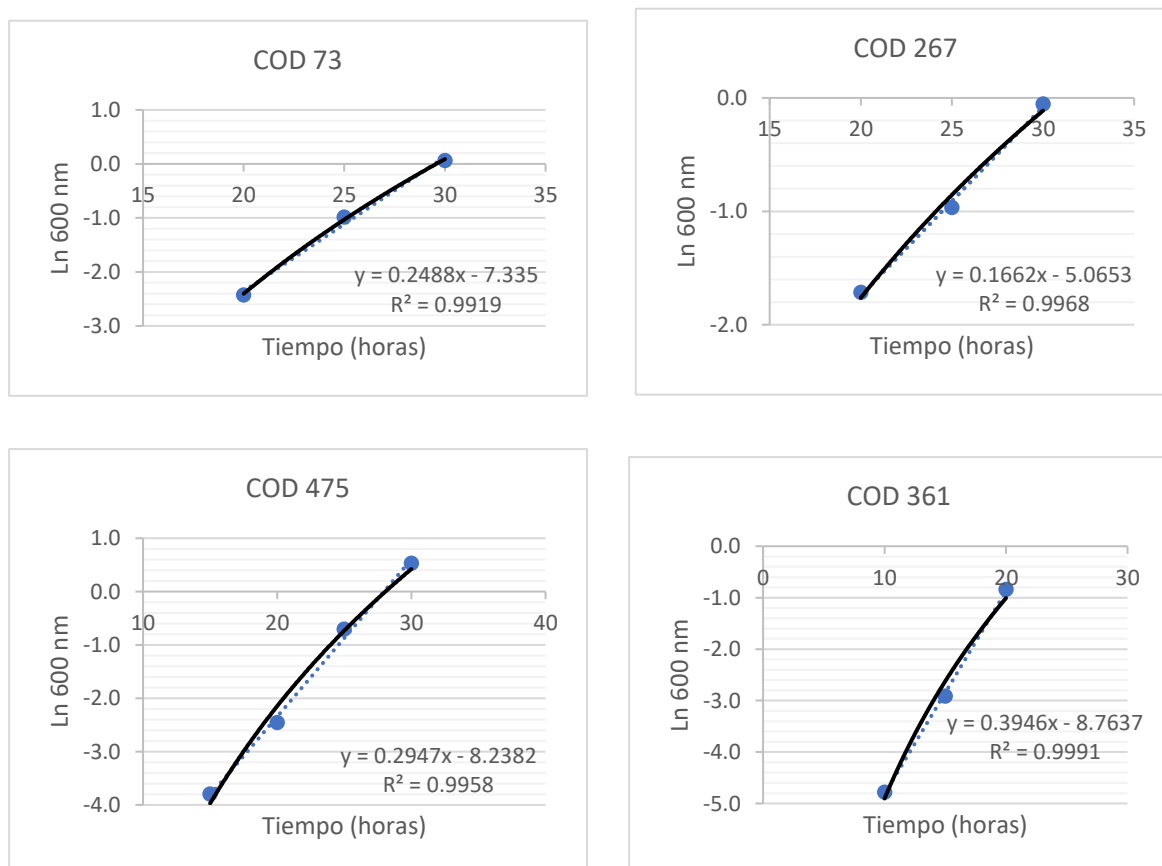 COD 73
1.0
0.0
-1.0
-2.0
-3.0
15 20 25 30 35
Ln 600 nm
y = 0.2488x - 7.335
R² = 0.9919
Tiempo (horas)
COD 267
0.0
-1.0
-2.0
15 20 25 30 35
Ln 600 nm
y = 0.1662x - 5.0653
R² = 0.9968
Tiempo (horas)
COD 475
1.0
0.0
-1.0
-2.0
-3.0
-4.0
10 20 30 40
Ln 600 nm
y = 0.2947x - 8.2382
R² = 0.9958
Tiempo (horas)
COD 361
0.0
-1.0
-2.0
-3.0
-4.0
-5.0
0 10 20 30
Ln 600 nm
y = 0.3946x - 8.7637
R² = 0.9991
Tiempo (horas)